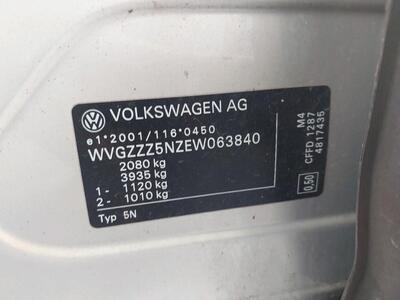 VOLKSWAGEN AG
e1*2001/116*0450
WVGZZZ5NZEW063840
2080 kg
3935 kg
1- 1120 kg
2- 1010 kg
Typ 5N
M4
CFFD 1287
4817435
0,50